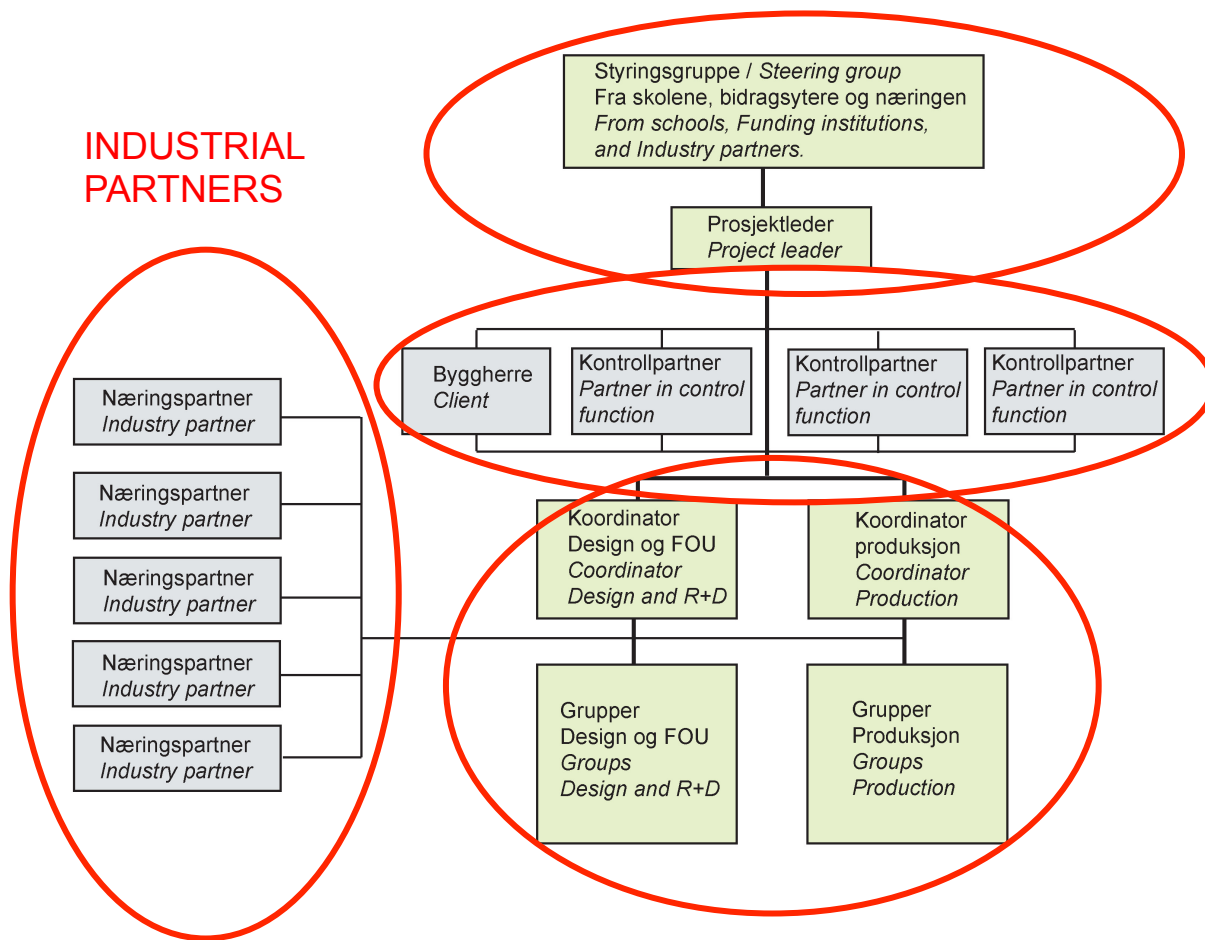 Styringsgruppe / Steering group
Fra skolene, bidragsytere og næringen
From schools, Funding institutions,
and Industry partners.
INDUSTRIAL
PARTNERS
Prosjektleder
Project leader
Byggherre
Client
Kontrollpartner
Partner in control
function
Kontrollpartner
Partner in control
function
Kontrollpartner
Partner in control
function
Næringspartner
Industry partner
Næringspartner
Industry partner
Næringspartner
Industry partner
Næringspartner
Industry partner
Næringspartner
Industry partner
Koordinator
Design og FOU
Coordinator
Design and R+D
Koordinator
produksjon
Coordinator
Production
Grupper
Design og FOU
Groups
Design and R+D
Grupper
Produksjon
Groups
Production